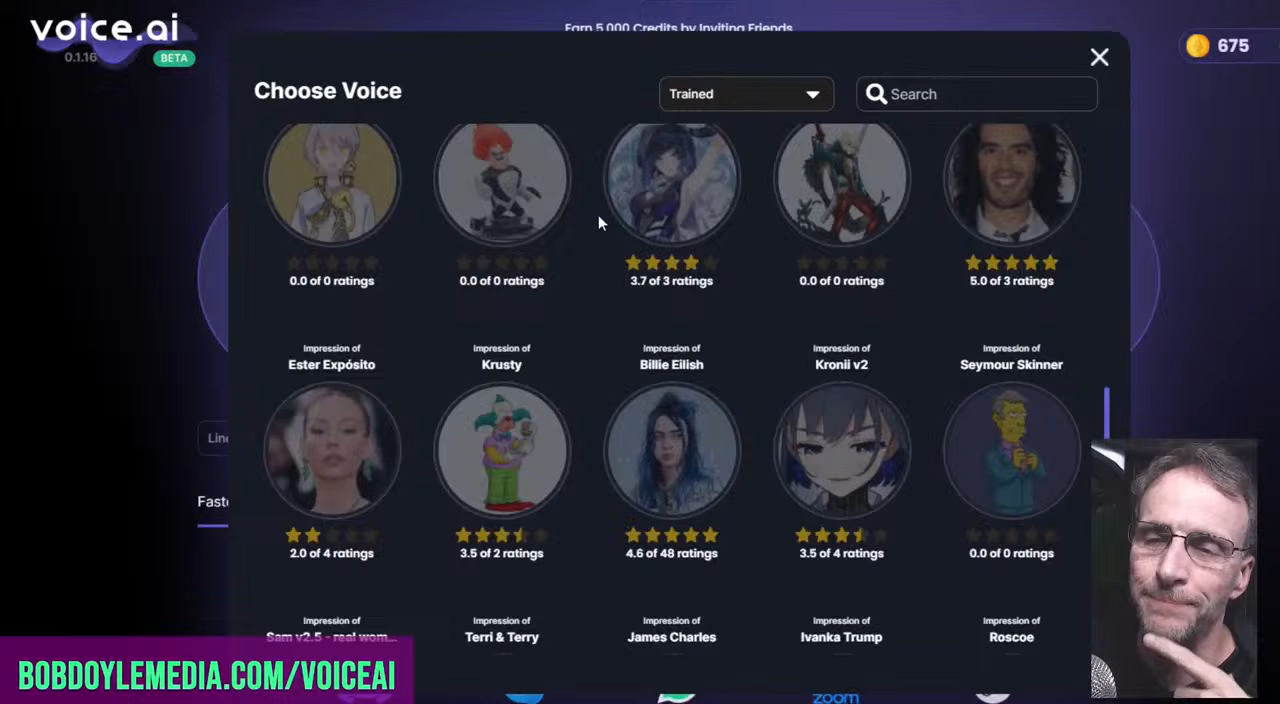 voice.ai
0.1.16
BETA
Earn 5,000 Credits by Inviting Friends
675
Choose Voice
Trained
Search
0.0 of 0 ratings
0.0 of 0 ratings
3.7 of 3 ratings
0.0 of 0 ratings
5.0 of 3 ratings
Impression of
Ester Expósito
Impression of
Krusty
Impression of
Billie Eilish
Impression of
Kronii v2
Impression of
Seymour Skinner
2.0 of 4 ratings
3.5 of 2 ratings
4.6 of 48 ratings
3.5 of 4 ratings
0.0 of 0 ratings
Impression of
Sam v2.5 - real wom...
Impression of
Terri & Terry
Impression of
James Charles
Impression of
Ivanka Trump
Impression of
Roscoe
BOBDOYLEMEDIA.COM/VOICEAI
zoom